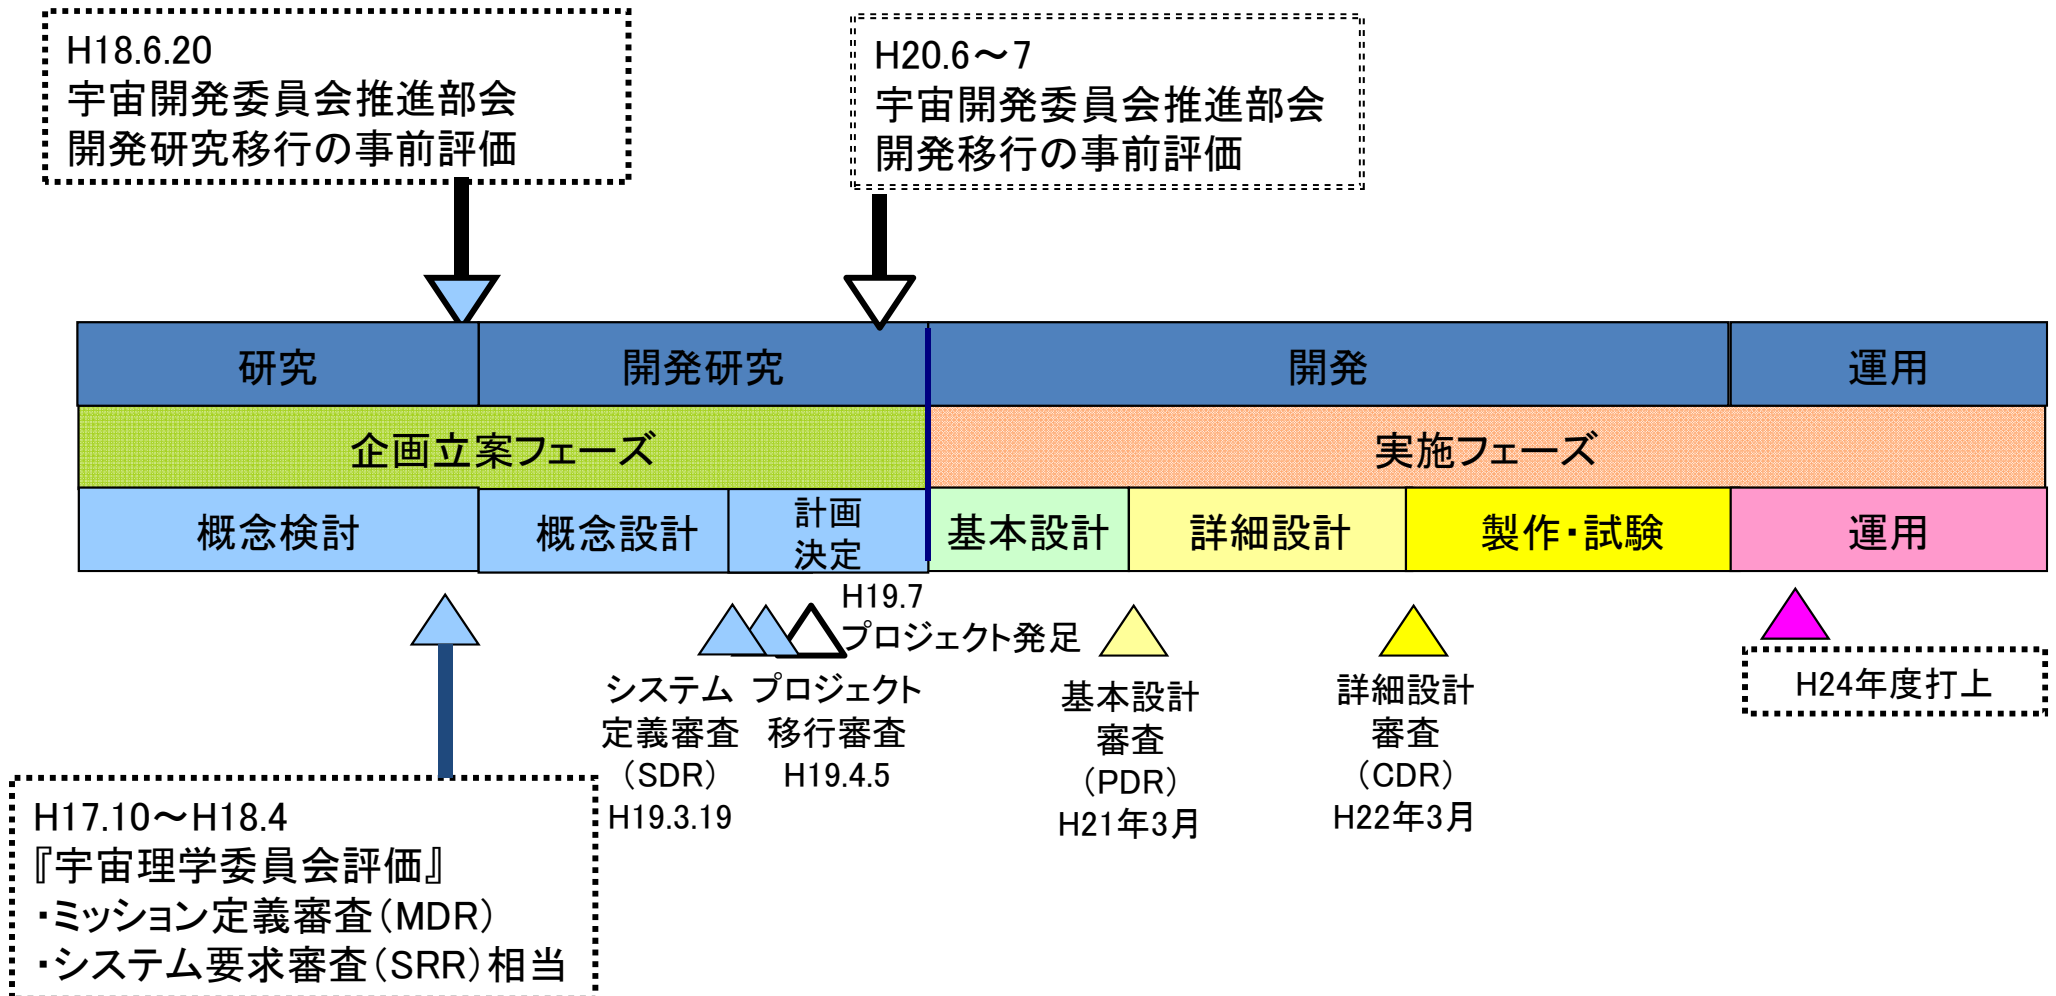 H18.6.20
宇宙開発委員会推進部会
開発研究移行の事前評価
H20.6～7
宇宙開発委員会推進部会
開発移行の事前評価
研究
開発研究
開発
運用
企画立案フェーズ
実施フェーズ
概念検討
概念設計
計画
決定
基本設計
詳細設計
製作・試験
運用
H19.7
プロジェクト発足
システム
定義審査
（SDR）
H19.3.19
プロジェクト
移行審査
H19.4.5
基本設計
審査
（PDR）
H21年3月
詳細設計
審査
（CDR）
H22年3月
H24年度打上
H17.10～H18.4
『宇宙理学委員会評価』
・ミッション定義審査（MDR）
・システム要求審査（SRR）相当